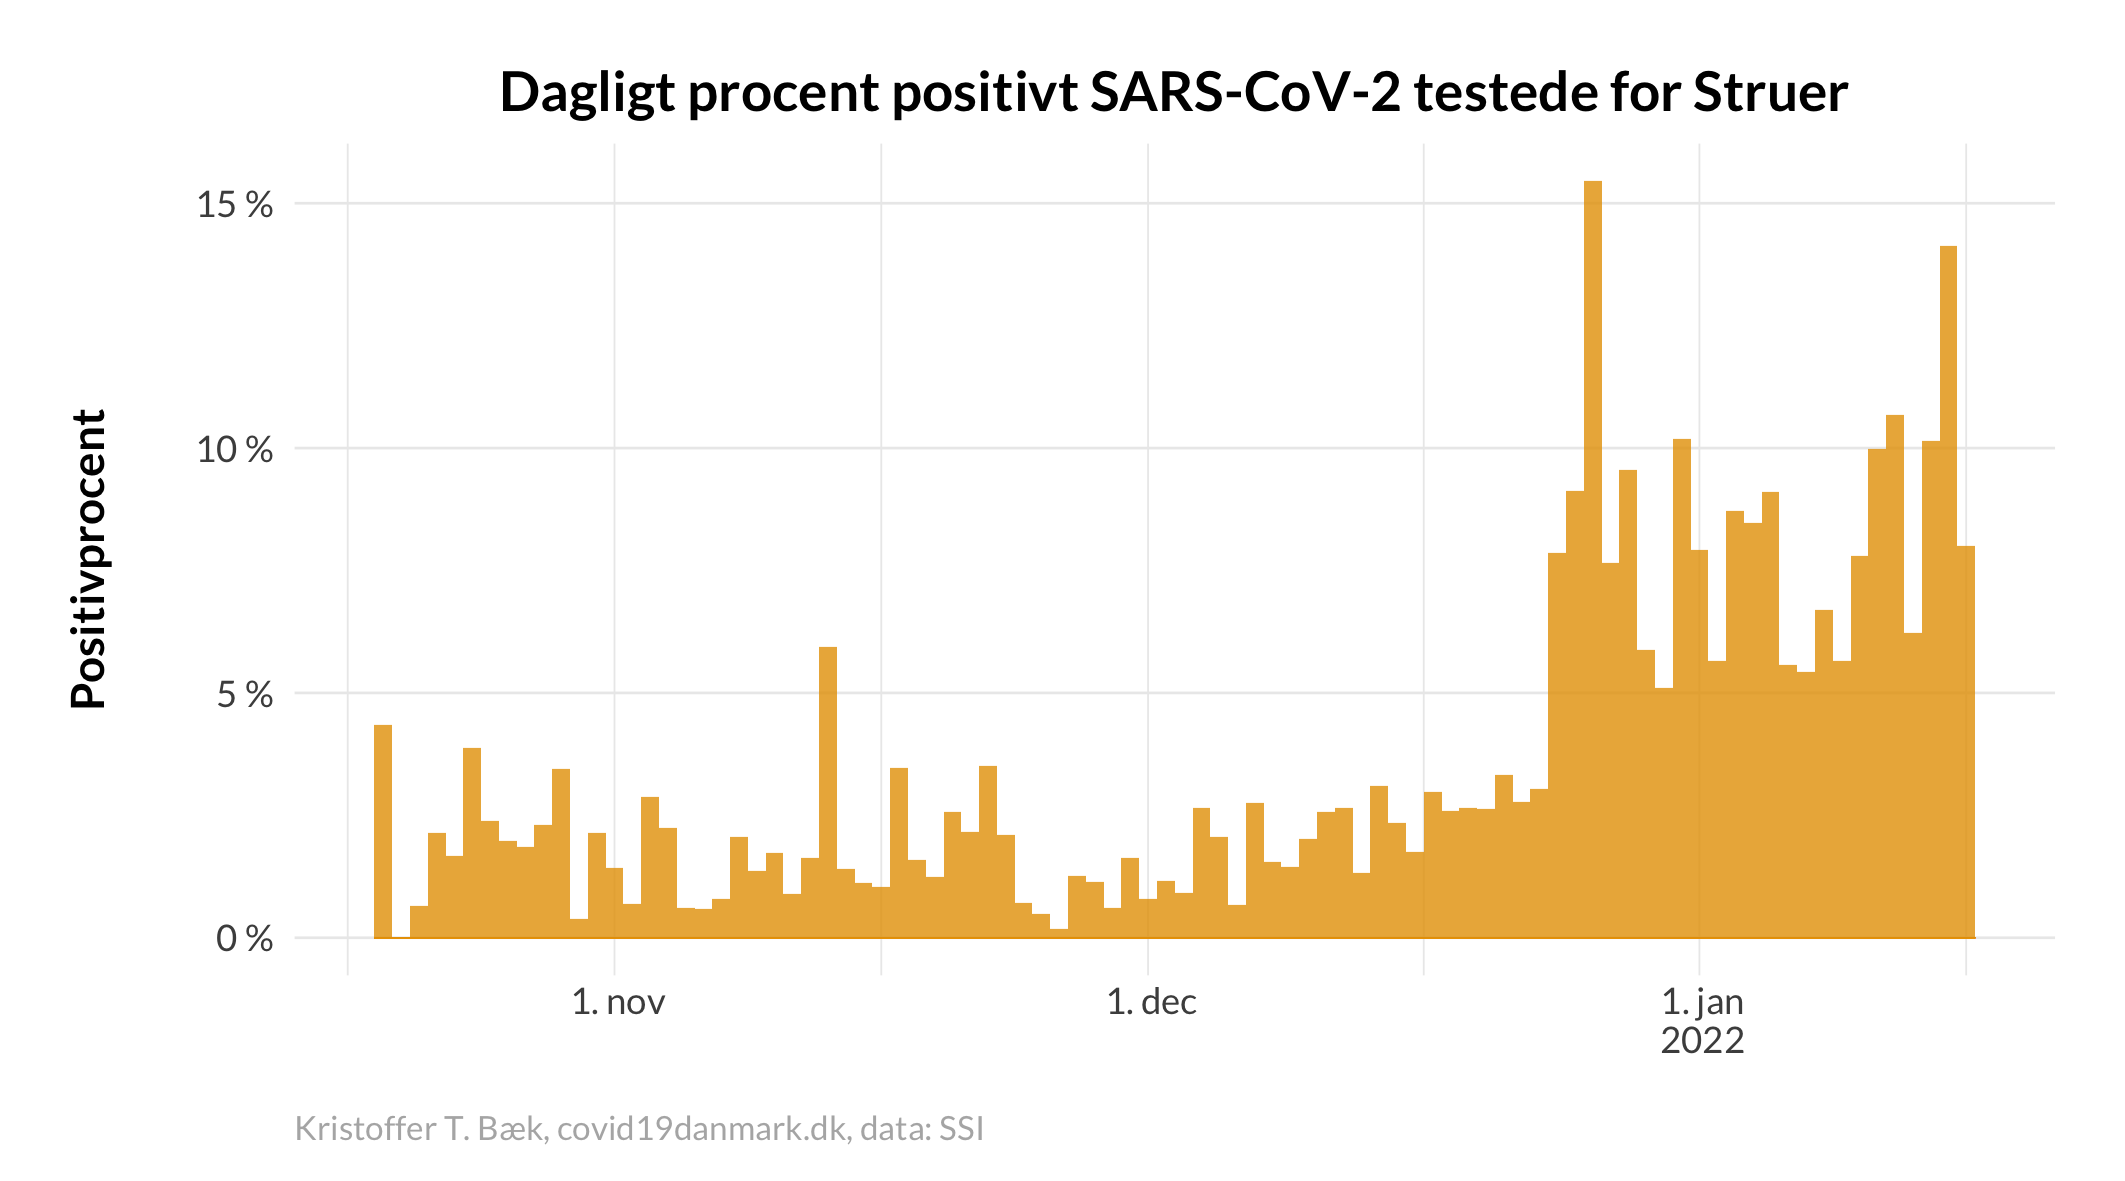 Dagligt procent positivt SARS-CoV-2 testede for Struer
Positivprocent
15 %
10 %
5 %
0 %
1. nov
1. dec
1. jan
2022
Kristoffer T. Bæk, covid19danmark.dk, data: SSI